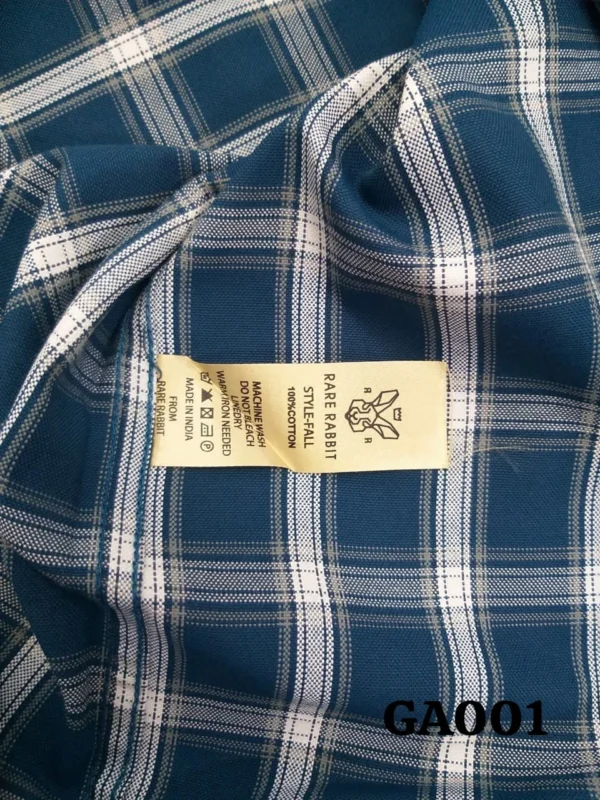 R R
RARE RABBIT
STYLE-FALL
100%COTTON
MACHINE WASH
DO NOT BLEACH
LINEDRY
WARM IRON NEEDED
P
FROM
MADE IN INDIA
©RARE RABBIT
GA001